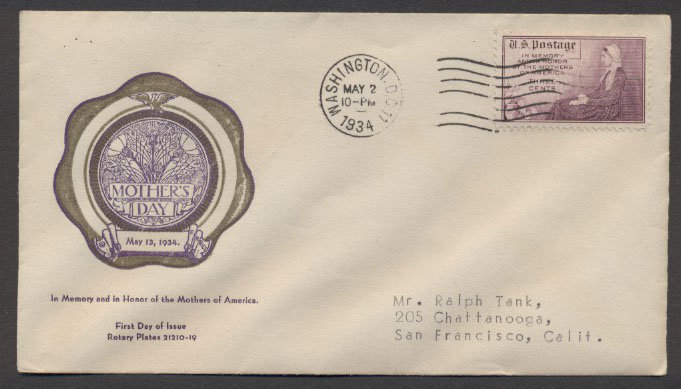 U.S. Postage
IN MEMORY
AND IN HONOR
OF THE MOTHERS
OF AMERICA
THREE
CENTS
WASHINGTON, D.C. 11
MAY 2
10-PM
1934
MOTHER'S
DAY
May 13, 1934.
In Memory and in Honor of the Mothers of America.
First Day of Issue
Rotary Plates 21210-19
Mr. Ralph Tank,
205 Chattanooga,
San Francisco, Calif.